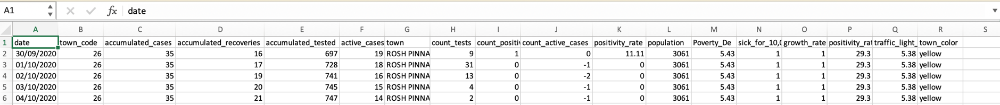 A1 fx date
A B C D E F G H I J K L M N O P Q R S
1 date town_code accumulated_cases accumulated_recoveries accumulated_tested active_cases town count_tests count_positiv count_active_cases positivity_rate population Poverty_De sick_for_10,0 growth_rate positivity_rat traffic_light_ town_color
2 30/09/2020 26 35 16 697 19 ROSH PINNA 9 1 0 11.11 3061 5.43 1 1 29.3 5.38 yellow
3 01/10/2020 26 35 17 728 18 ROSH PINNA 31 0 -1 0 3061 5.43 1 1 29.3 5.38 yellow
4 02/10/2020 26 35 19 741 16 ROSH PINNA 13 0 -2 0 3061 5.43 1 1 29.3 5.38 yellow
5 03/10/2020 26 35 20 745 15 ROSH PINNA 4 0 -1 0 3061 5.43 1 1 29.3 5.38 yellow
6 04/10/2020 26 35 21 747 14 ROSH PINNA 2 0 -1 0 3061 5.43 1 1 29.3 5.38 yellow